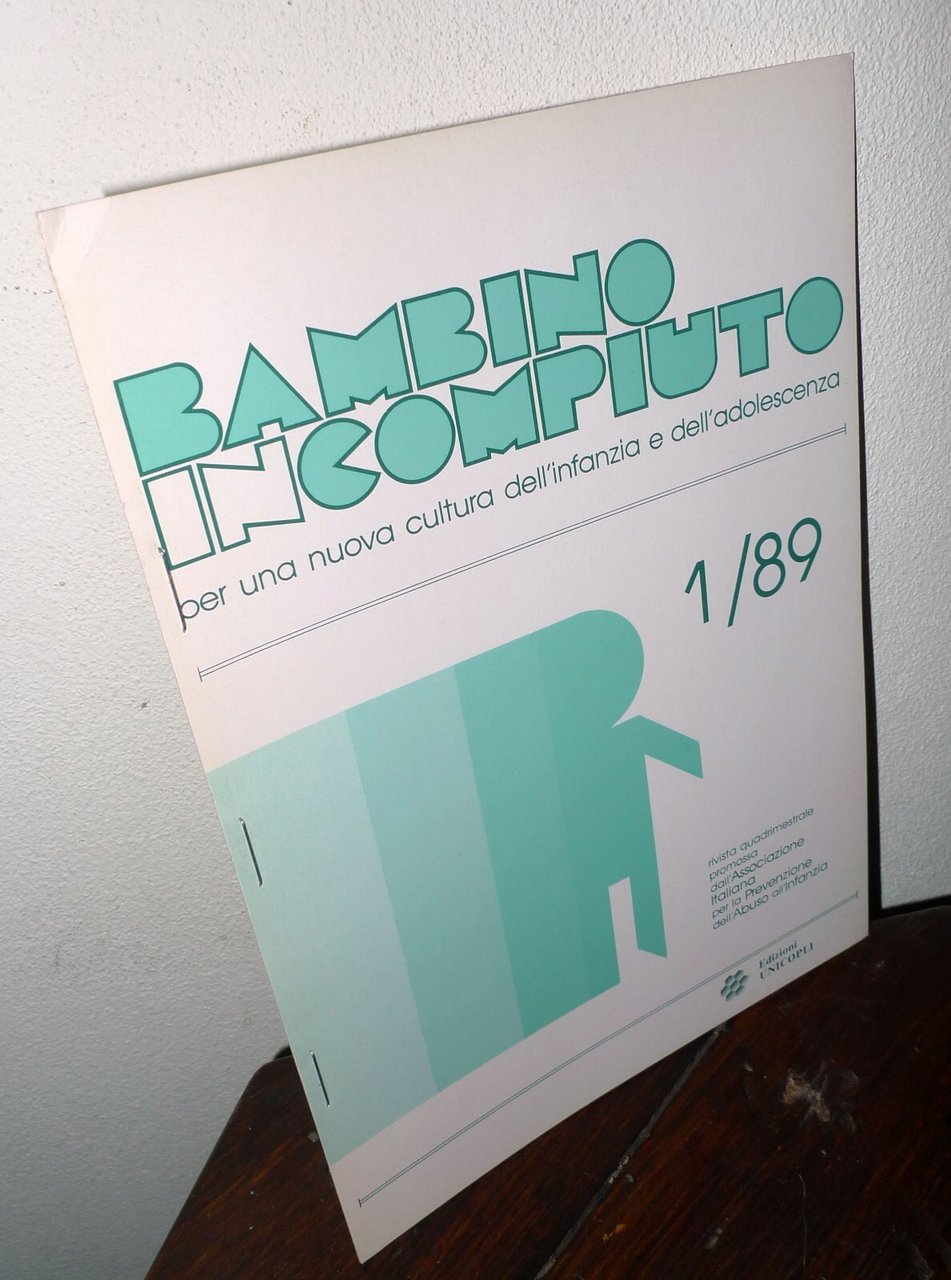 BAMBINO
INCOMPIUTO
per una nuova cultura dell'infanzia e dell'adolescenza
1/89
rivista quadrimestrale
promossa
dall'Associazione
Italiana
per la Prevenzione
dell'Abuso all'Infanzia
Edizioni
UNICOPLI